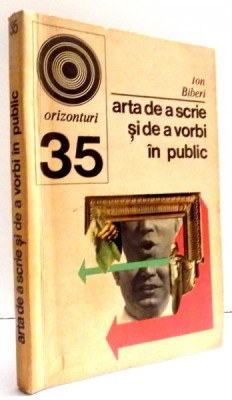 35
arta de a scrie și de a vorbi în public
orizonturi
35
Ion
Biberi
arta de a scrie
și de a vorbi
în public